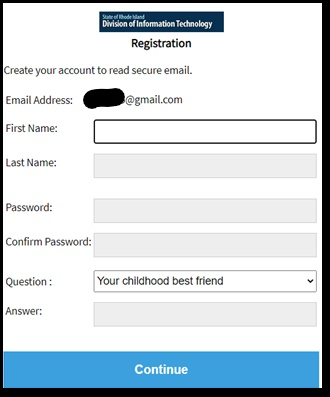 State of Rhode Island
Division of Information Technology
Registration
Create your account to read secure email.
Email Address: @gmail.com
First Name:
Last Name:
Password:
Confirm Password:
Question : Your childhood best friend
Answer:
Continue